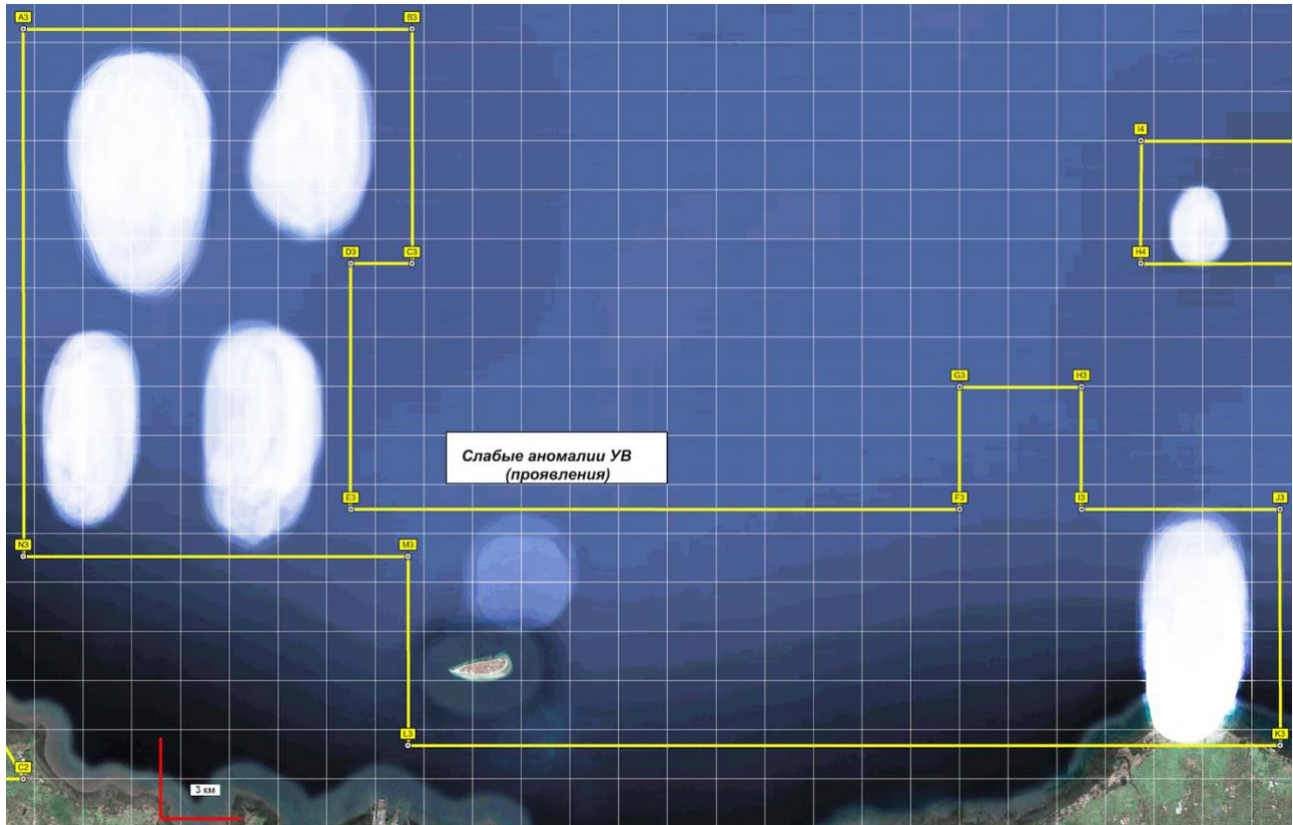 A3
B3
I4
D3
C3
H4
G3
H3
Слабые аномалии УВ
(проявления)
E3
F3
I3
J3
N3
M3
L3
K3
C2
3 км